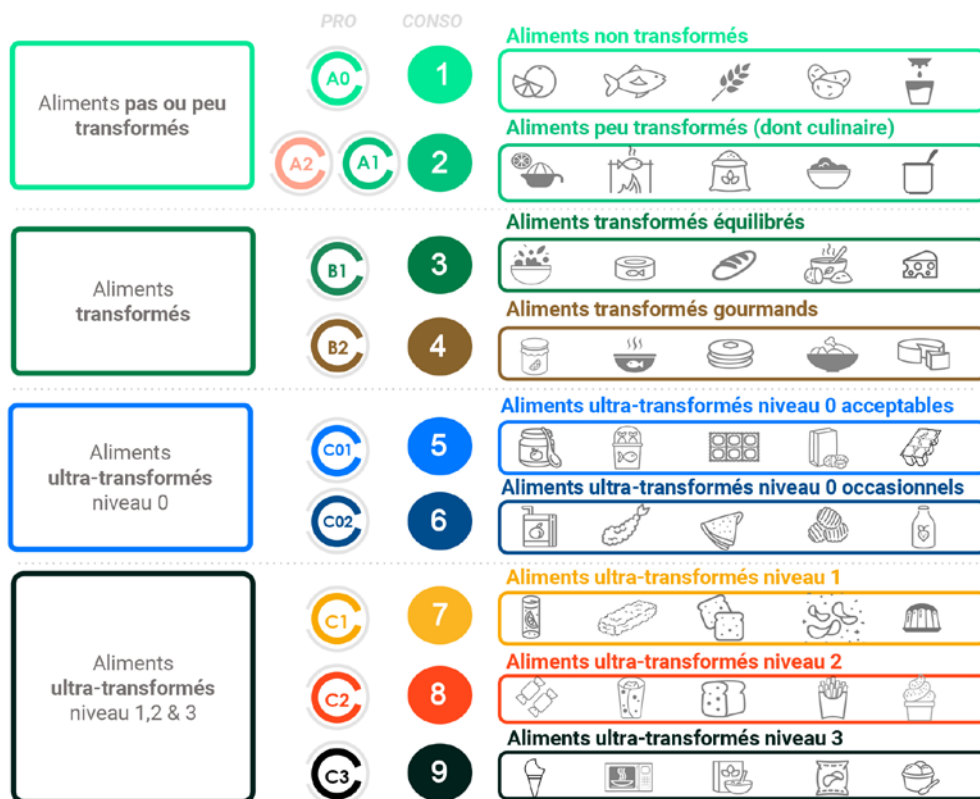 PRO CONSO
Aliments pas ou peu
transformés
A0
1
Aliments non transformés
A2
A1
2
Aliments peu transformés (dont culinaire)
Aliments
transformés
B1
3
Aliments transformés équilibrés
B2
4
Aliments transformés gourmands
Aliments
ultra-transformés
niveau 0
C01
5
Aliments ultra-transformés niveau 0 acceptables
C02
6
Aliments ultra-transformés niveau 0 occasionnels
Aliments
ultra-transformés
niveau 1,2 & 3
C1
7
Aliments ultra-transformés niveau 1
C2
8
Aliments ultra-transformés niveau 2
C3
9
Aliments ultra-transformés niveau 3